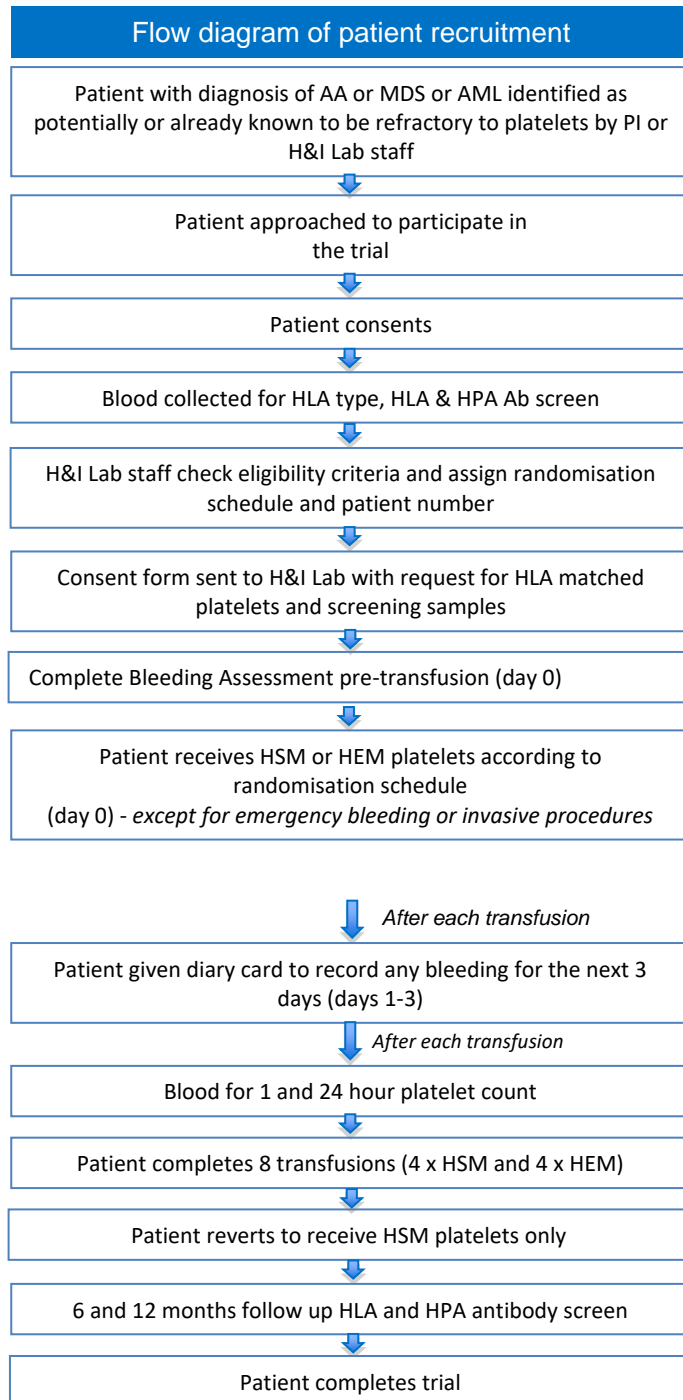 Flow diagram of patient recruitment
Patient with diagnosis of AA or MDS or AML identified as
potentially or already known to be refractory to platelets by PI or
H&I Lab staff
Patient approached to participate in
the trial
Patient consents
Blood collected for HLA type, HLA & HPA Ab screen
H&I Lab staff check eligibility criteria and assign randomisation
schedule and patient number
Consent form sent to H&I Lab with request for HLA matched
platelets and screening samples
Complete Bleeding Assessment pre-transfusion (day 0)
Patient receives HSM or HEM platelets according to
randomisation schedule
(day 0) - except for emergency bleeding or invasive procedures
After each transfusion
Patient given diary card to record any bleeding for the next 3
days (days 1-3)
After each transfusion
Blood for 1 and 24 hour platelet count
Patient completes 8 transfusions (4 x HSM and 4 x HEM)
Patient reverts to receive HSM platelets only
6 and 12 months follow up HLA and HPA antibody screen
Patient completes trial